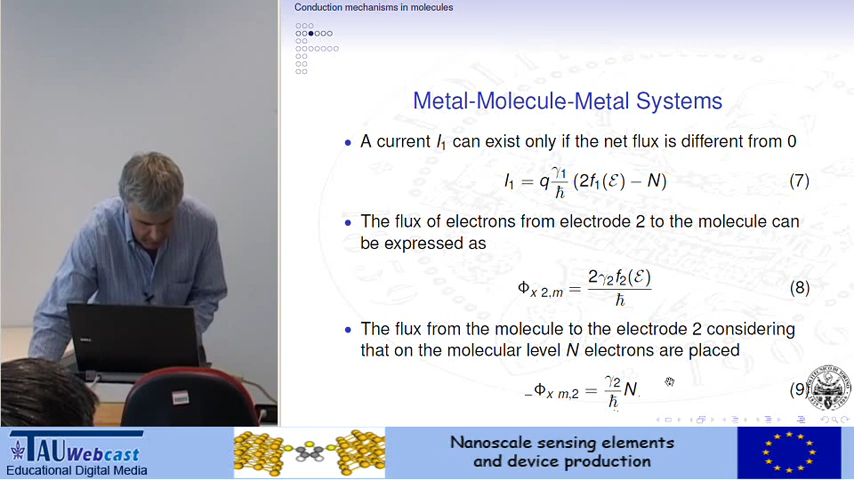 Conduction mechanisms in molecules
Metal-Molecule-Metal Systems
• A current I₁ can exist only if the net flux is different from 0
I₁ = q γ₁/ℏ (2f₁(ℰ) − N) (7)
• The flux of electrons from electrode 2 to the molecule can
be expressed as
Φₓ ₂,ₘ = 2γ₂f₂(ℰ)/ℏ (8)
• The flux from the molecule to the electrode 2 considering
that on the molecular level N electrons are placed
_Φₓ ₘ,₂ = γ₂/ℏ N (9)
TAU Webcast
Educational Digital Media
Nanoscale sensing elements
and device production